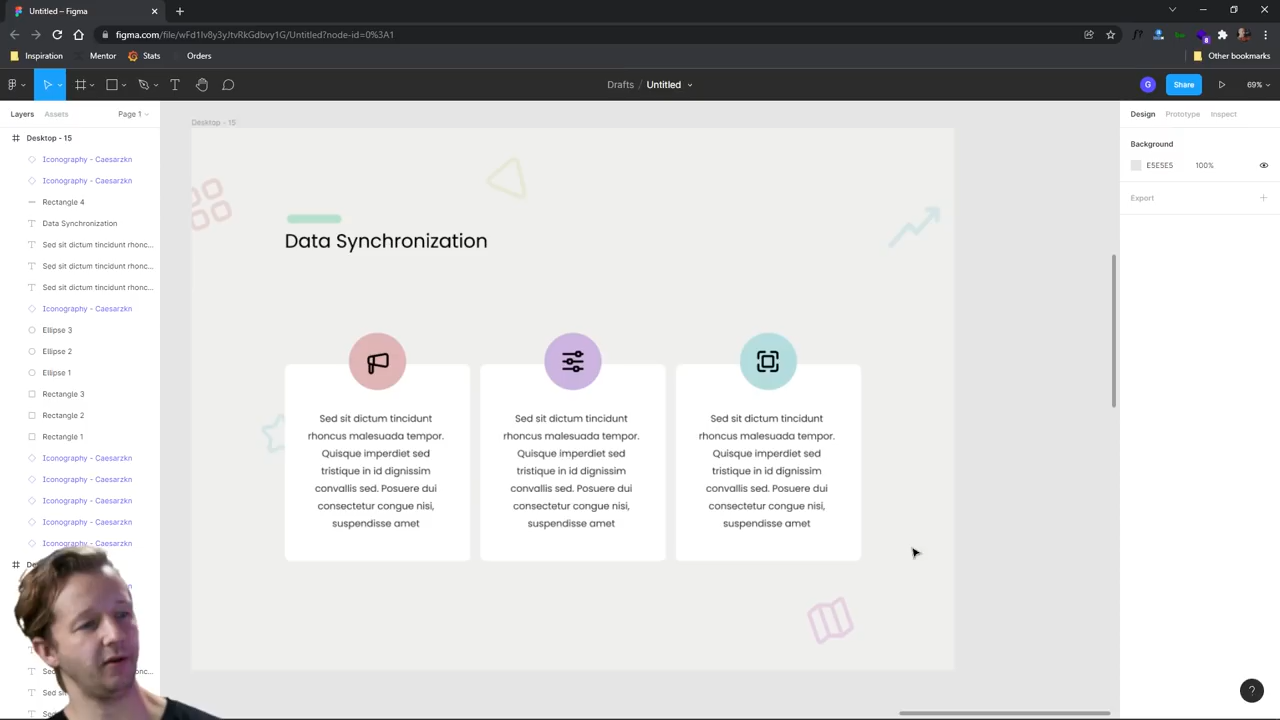 Untitled – Figma
figma.com/file/wFd1Iv8y3yJtvRkGdbvy1G/Untitled?node-id=0%3A1
Inspiration
Mentor
Stats
Orders
Other bookmarks
Drafts / Untitled
G
Share
69%
Layers
Assets
Page 1
Desktop - 15
Iconography - Caesarzkn
Iconography - Caesarzkn
Rectangle 4
Data Synchronization
Sed sit dictum tincidunt rhonc...
Sed sit dictum tincidunt rhonc...
Sed sit dictum tincidunt rhonc...
Iconography - Caesarzkn
Ellipse 3
Ellipse 2
Ellipse 1
Rectangle 3
Rectangle 2
Rectangle 1
Iconography - Caesarzkn
Iconography - Caesarzkn
Iconography - Caesarzkn
Iconography - Caesarzkn
Iconography - Caesarzkn
Desktop - 15
Data Synchronization
Sed sit dictum tincidunt
rhoncus malesuada tempor.
Quisque imperdiet sed
tristique in id dignissim
convallis sed. Posuere dui
consectetur congue nisi,
suspendisse amet
Sed sit dictum tincidunt
rhoncus malesuada tempor.
Quisque imperdiet sed
tristique in id dignissim
convallis sed. Posuere dui
consectetur congue nisi,
suspendisse amet
Sed sit dictum tincidunt
rhoncus malesuada tempor.
Quisque imperdiet sed
tristique in id dignissim
convallis sed. Posuere dui
consectetur congue nisi,
suspendisse amet
Design
Prototype
Inspect
Background
E5E5E5
100%
Export
?